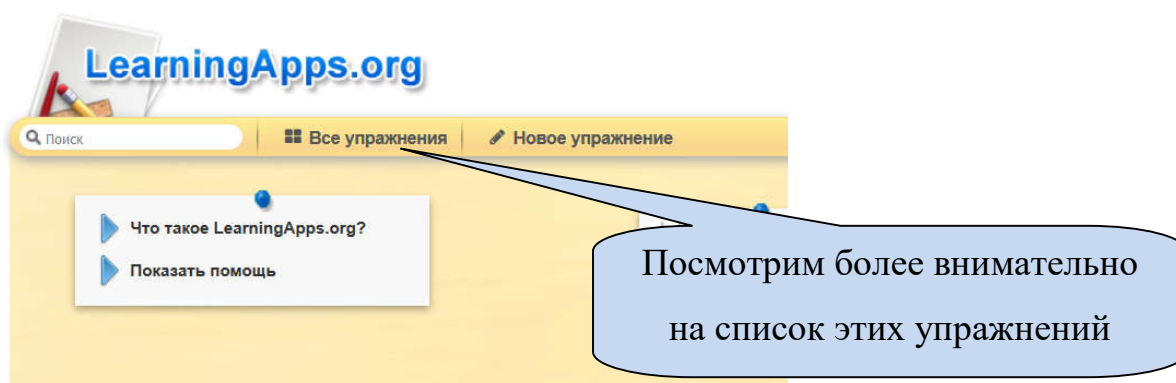 LearningApps.org
Поиск
Все упражнения
Новое упражнение
Что такое LearningApps.org?
Показать помощь
Посмотрим более внимательно
на список этих упражнений